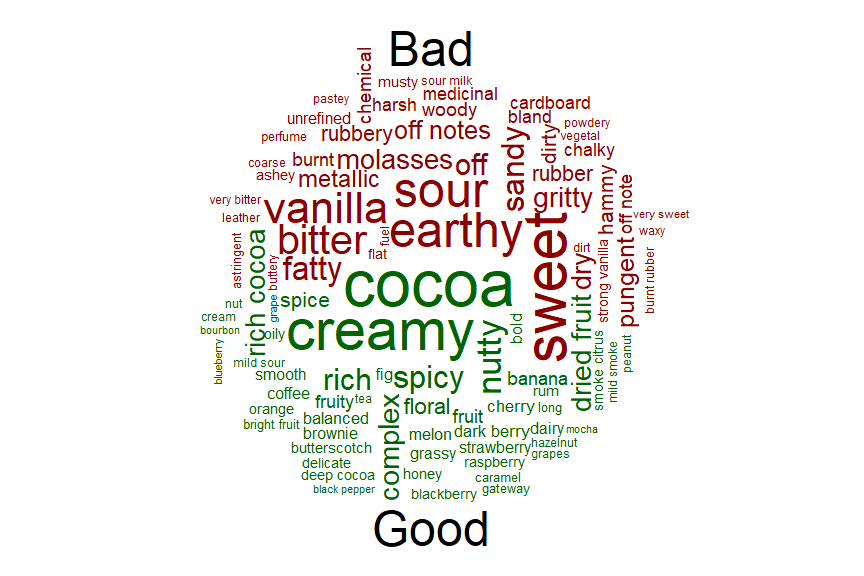 Bad
chemical
musty
sour milk
pastey
harsh
medicinal
woody
cardboard
bland
unrefined
perfume
rubbery
off notes
sandy
dirty
powdery
vegetal
chalky
coarse
burnt
molasses
off
ashey
metallic
sour
rubber
gritty
hammy
off note
very bitter
leather
vanilla
very sweet
waxy
bitter
earthy
sweet
astringent
fuel
flat
dirt
dry
strong vanilla
pungent
burnt rubber
fatty
buttery
grape
rich cocoa
cocoa
nut
spice
cream
bourbon
oily
creamy
nutty
bold
dried fruit
smoke citrus
mild smoke
peanut
blueberry
mild sour
smooth
rich
fig
spicy
banana
rum
coffee
fruity
tea
complex
floral
fruit
cherry
long
orange
bright fruit
balanced
brownie
melon
dark berry
dairy
mocha
butterscotch
grassy
strawberry
hazelnut
grapes
delicate
raspberry
deep cocoa
honey
caramel
black pepper
blackberry
gateway
Good